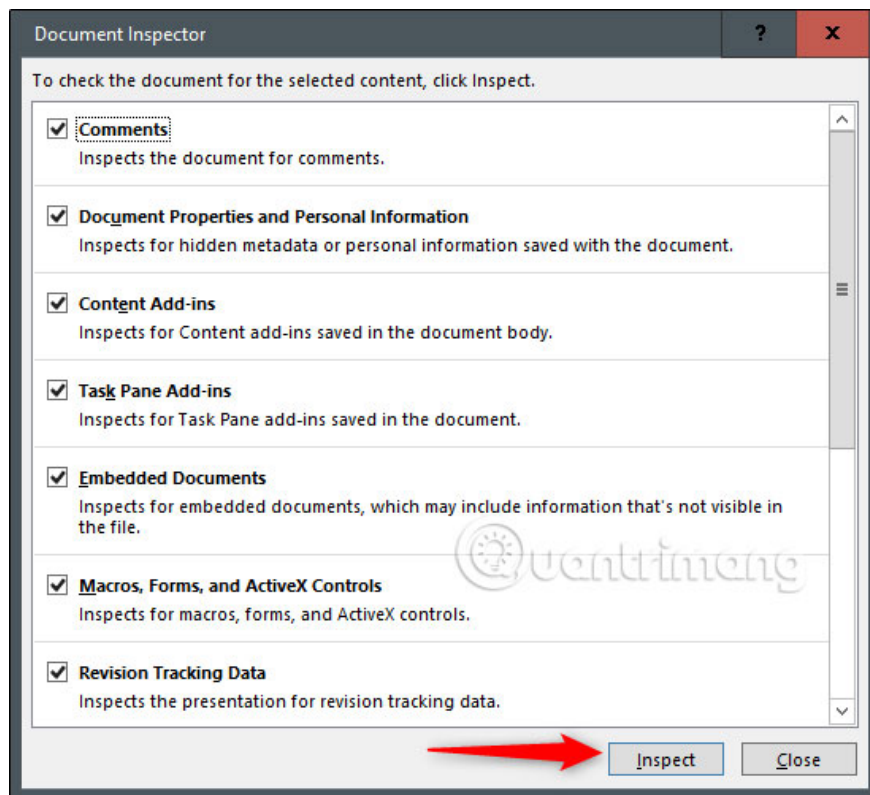 Document Inspector
?
x
To check the document for the selected content, click Inspect.
Comments
Inspects the document for comments.
Document Properties and Personal Information
Inspects for hidden metadata or personal information saved with the document.
Content Add-ins
Inspects for Content add-ins saved in the document body.
Task Pane Add-ins
Inspects for Task Pane add-ins saved in the document.
Embedded Documents
Inspects for embedded documents, which may include information that's not visible in
the file.
Quantrimang
Macros, Forms, and ActiveX Controls
Inspects for macros, forms, and ActiveX controls.
Revision Tracking Data
Inspects the presentation for revision tracking data.
Inspect
Close